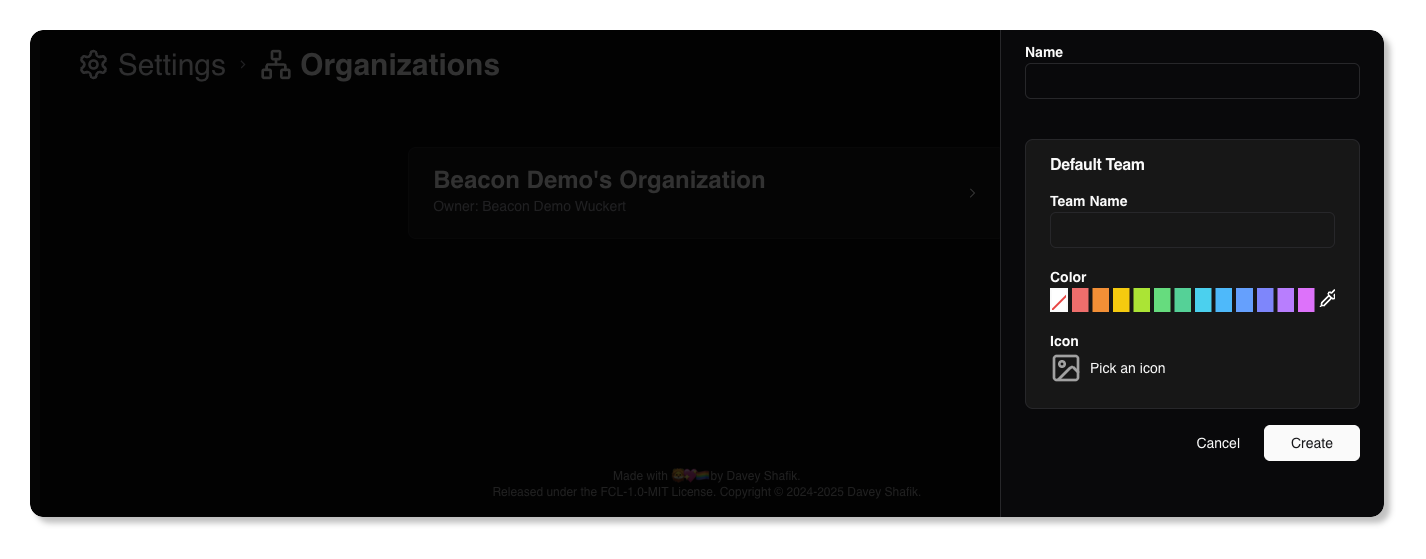 Settings › Organizations
Beacon Demo's Organization
Owner: Beacon Demo Wuckert
Made with 🦁💖🏳️‍🌈 by Davey Shafik.
Released under the FCL-1.0-MIT License. Copyright © 2024-2025 Davey Shafik.
Name
Default Team
Team Name
Color
Icon
Pick an icon
Cancel
Create